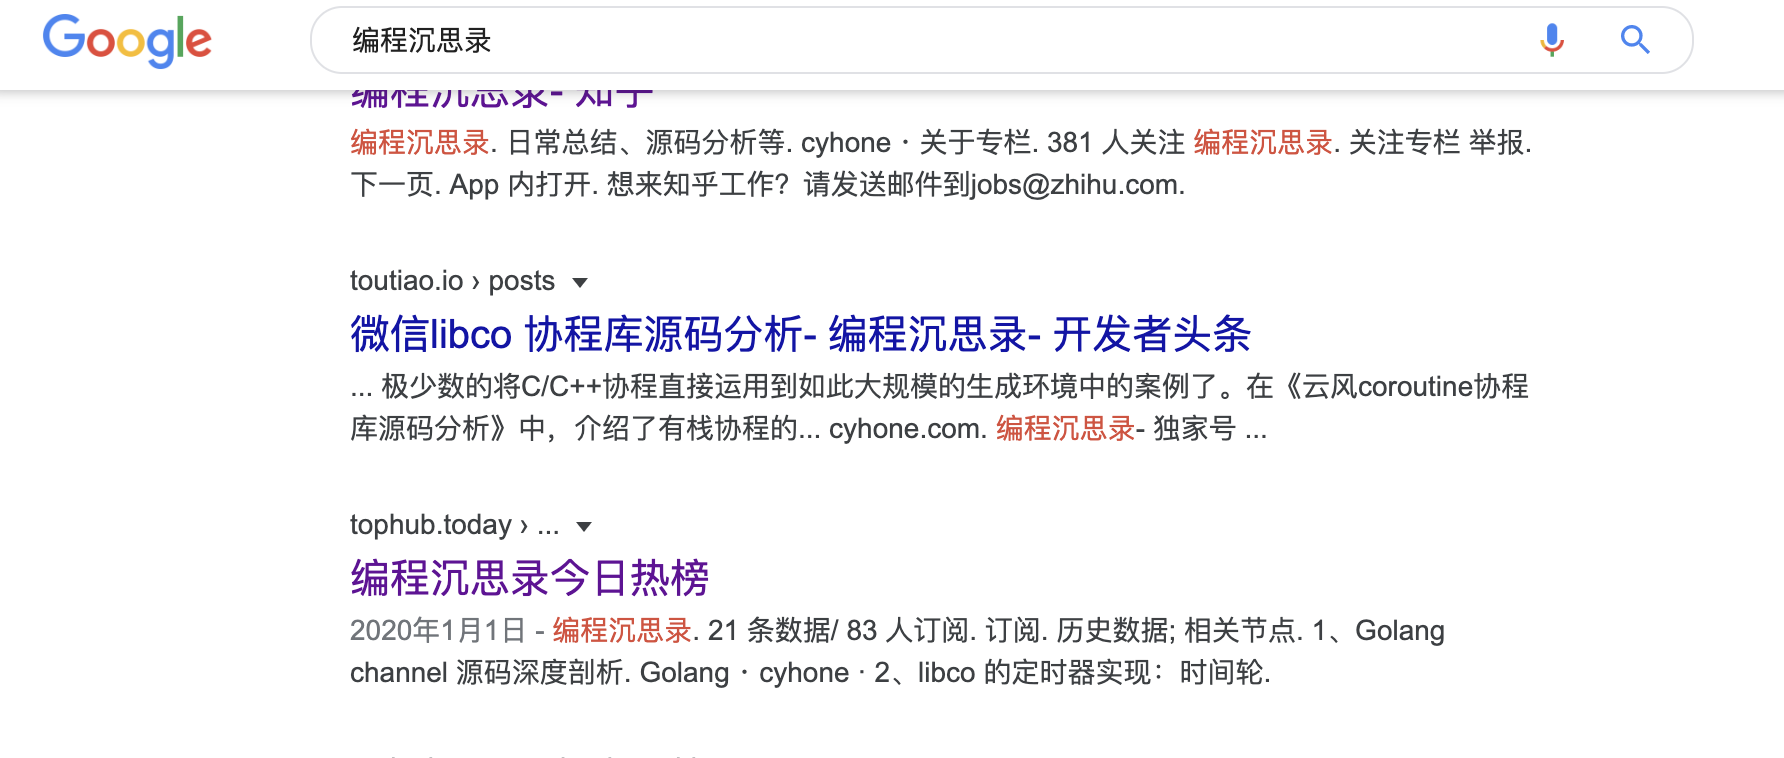 Google
编程沉思录
编程沉思录- 知乎
编程沉思录. 日常总结、源码分析等. cyhone · 关于专栏. 381 人关注 编程沉思录. 关注专栏 举报.
下一页. App 内打开. 想来知乎工作？请发送邮件到jobs@zhihu.com.
toutiao.io › posts
微信libco 协程库源码分析- 编程沉思录- 开发者头条
... 极少数的将C/C++协程直接运用到如此大规模的生成环境中的案例了。在《云风coroutine协程
库源码分析》中，介绍了有栈协程的... cyhone.com. 编程沉思录- 独家号 ...
tophub.today › ...
编程沉思录今日热榜
2020年1月1日 - 编程沉思录. 21 条数据/ 83 人订阅. 订阅. 历史数据; 相关节点. 1、Golang
channel 源码深度剖析. Golang · cyhone · 2、libco 的定时器实现：时间轮.